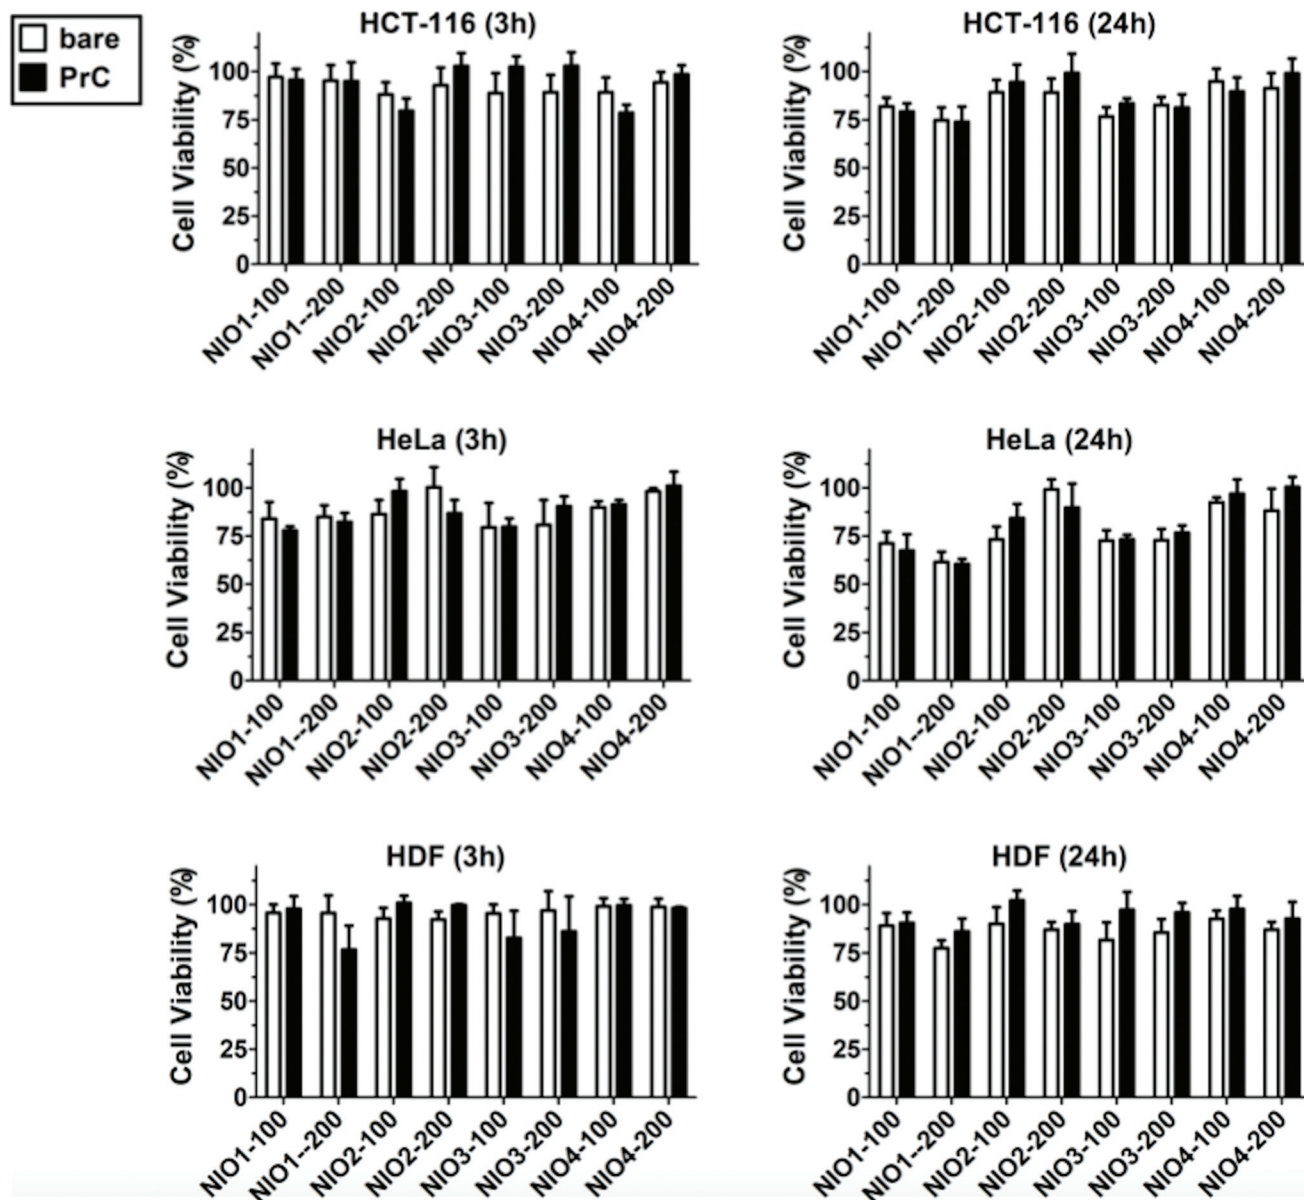 bare
PrC
HCT-116 (3h)
Cell Viability (%)
100
75
50
25
0
NIO1-100
NIO1--200
NIO2-100
NIO2-200
NIO3-100
NIO3-200
NIO4-100
NIO4-200
HCT-116 (24h)
Cell Viability (%)
100
75
50
25
0
NIO1-100
NIO1--200
NIO2-100
NIO2-200
NIO3-100
NIO3-200
NIO4-100
NIO4-200
HeLa (3h)
Cell Viability (%)
100
75
50
25
0
NIO1-100
NIO1--200
NIO2-100
NIO2-200
NIO3-100
NIO3-200
NIO4-100
NIO4-200
HeLa (24h)
Cell Viability (%)
100
75
50
25
0
NIO1-100
NIO1--200
NIO2-100
NIO2-200
NIO3-100
NIO3-200
NIO4-100
NIO4-200
HDF (3h)
Cell Viability (%)
100
75
50
25
0
NIO1-100
NIO1--200
NIO2-100
NIO2-200
NIO3-100
NIO3-200
NIO4-100
NIO4-200
HDF (24h)
Cell Viability (%)
100
75
50
25
0
NIO1-100
NIO1--200
NIO2-100
NIO2-200
NIO3-100
NIO3-200
NIO4-100
NIO4-200